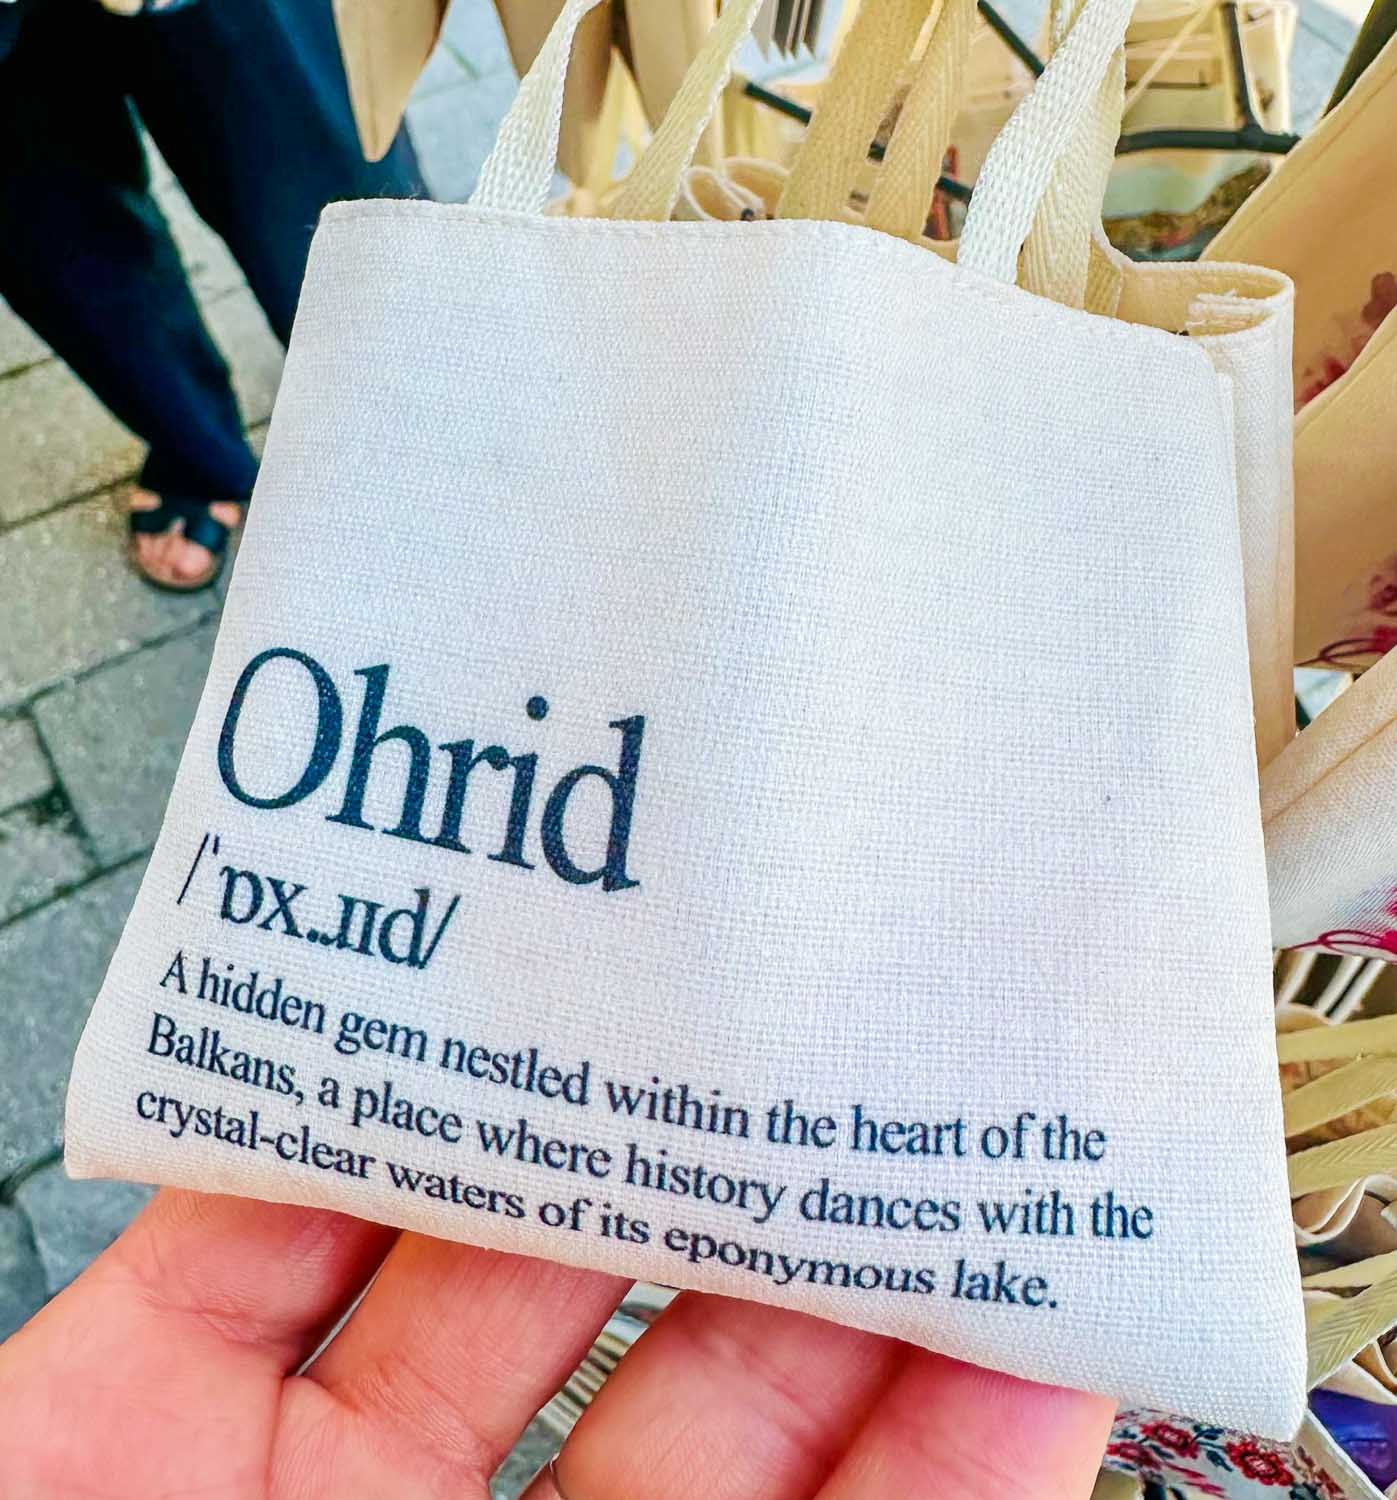 Ohrid
/ˈɒx..ɹɪd/
A hidden gem nestled within the heart of the
Balkans, a place where history dances with the
crystal-clear waters of its eponymous lake.